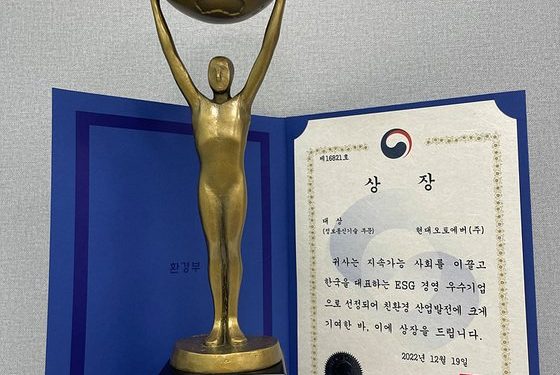 환경부
제16821호
상 장
대 상
(정보통신기술 부문)
현대오토에버(주)
귀사는 지속가능 사회를 이끌고
한국을 대표하는 ESG 경영 우수기업
으로 선정되어 친환경 산업발전에 크게
기여한 바, 이에 상장을 드립니다.
2022년 12월 19일